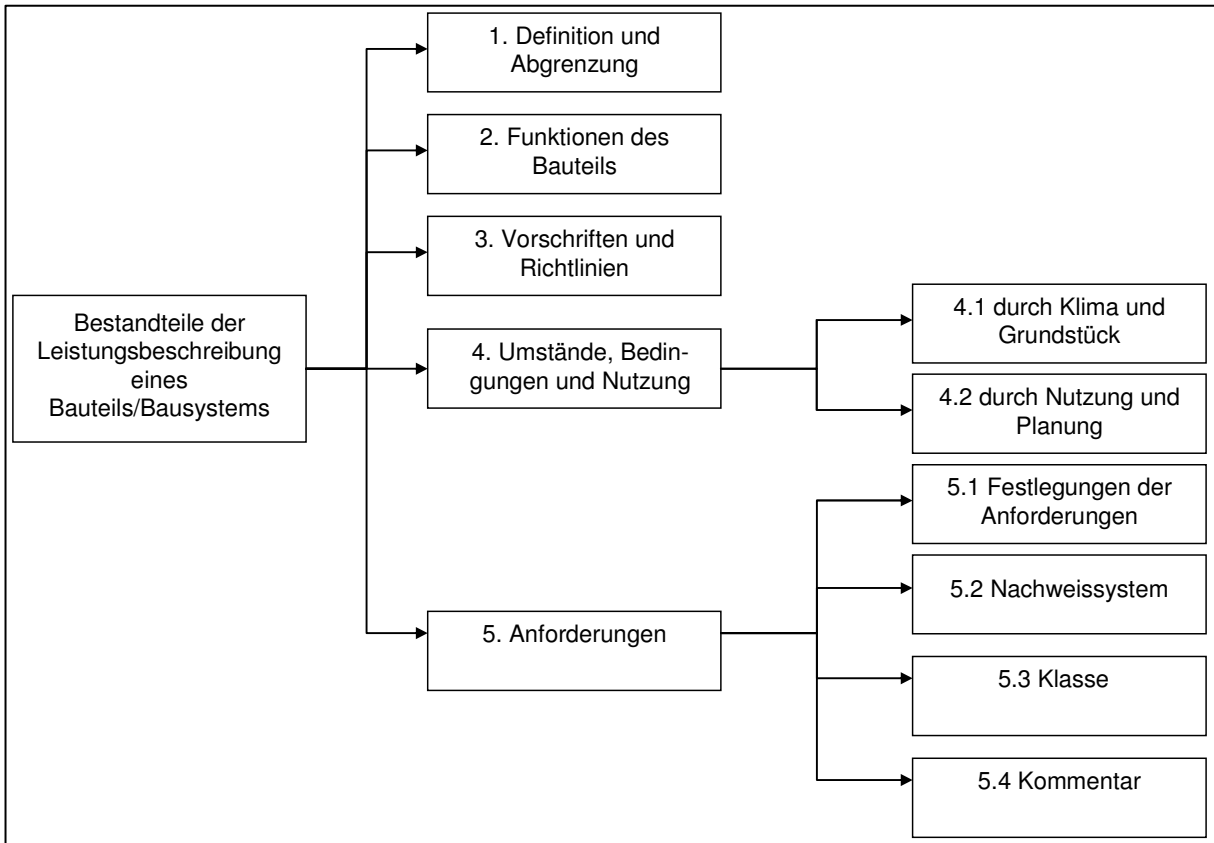 Bestandteile der
Leistungsbeschreibung
eines
Bauteils/Bausystems
1. Definition und
Abgrenzung
2. Funktionen des
Bauteils
3. Vorschriften und
Richtlinien
4. Umstände, Bedin-
gungen und Nutzung
4.1 durch Klima und
Grundstück
4.2 durch Nutzung und
Planung
5. Anforderungen
5.1 Festlegungen der
Anforderungen
5.2 Nachweissystem
5.3 Klasse
5.4 Kommentar